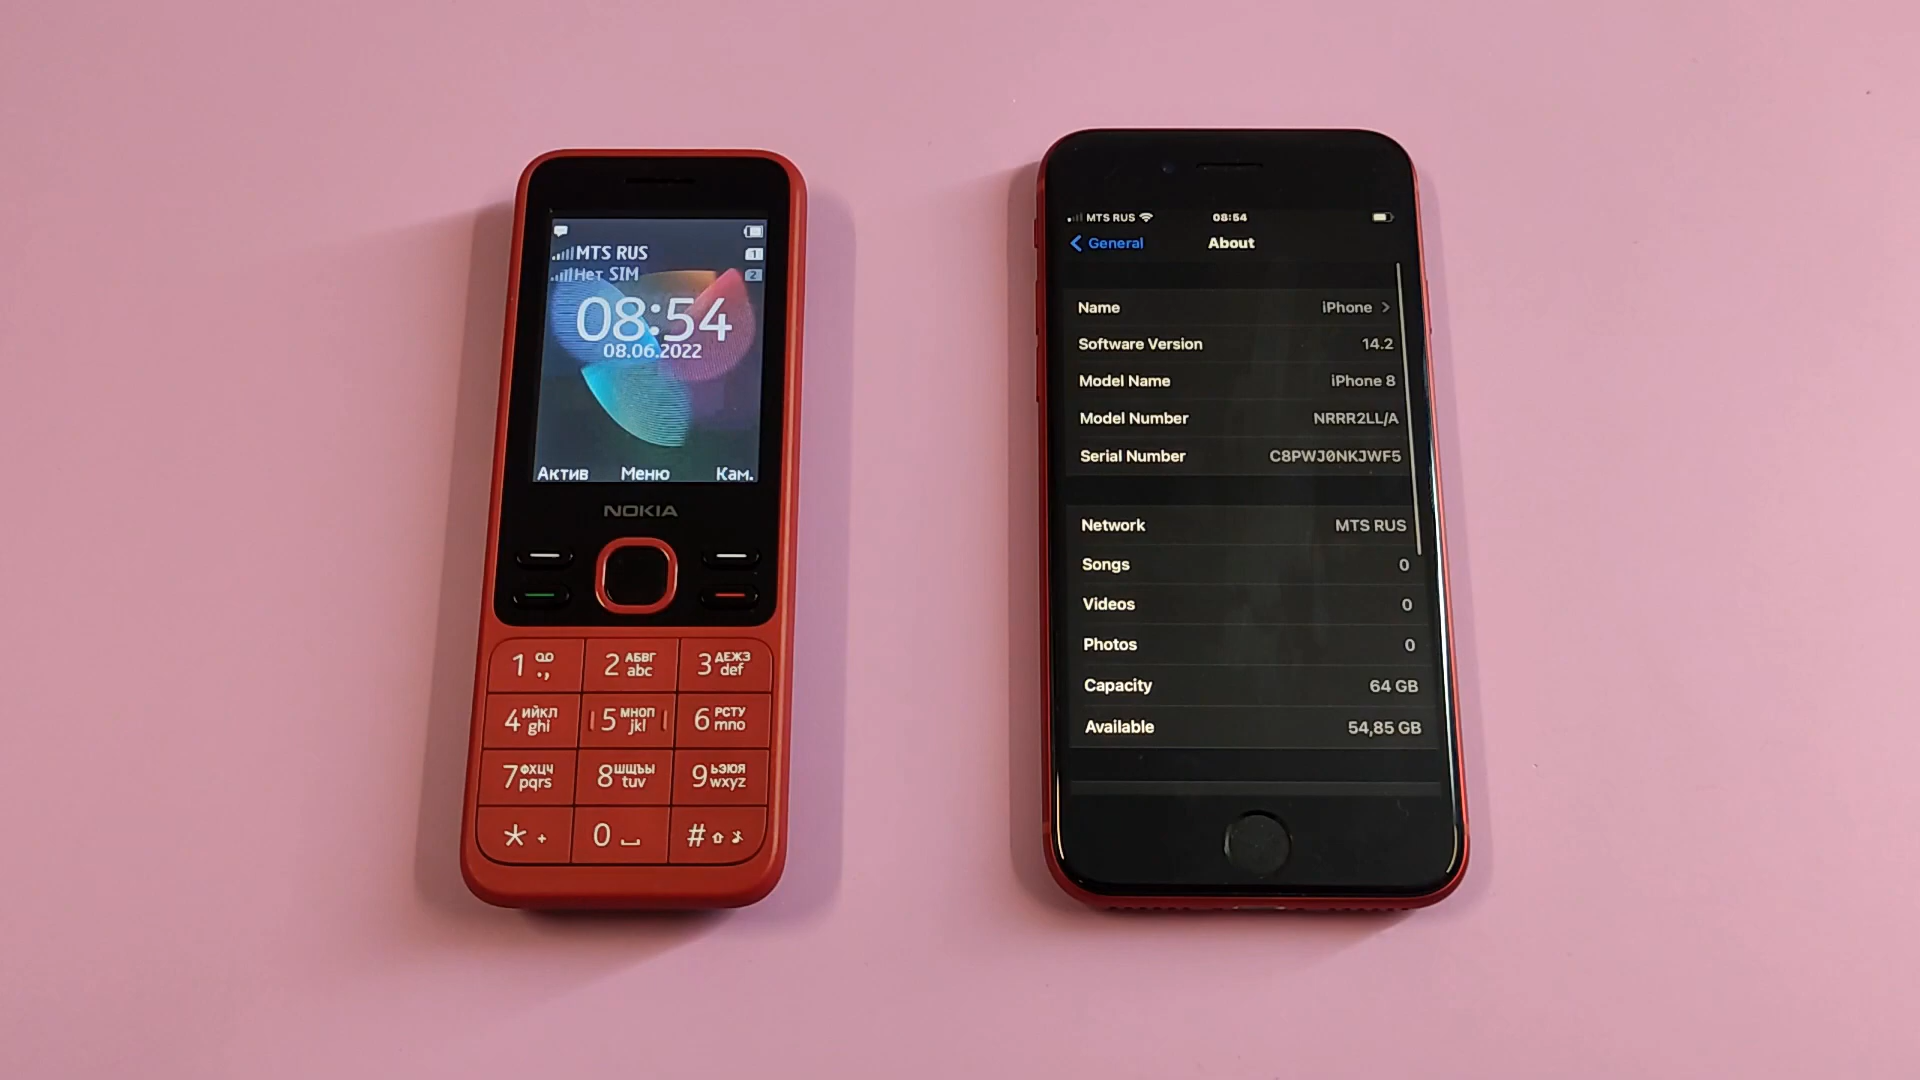 MTS RUS
1
Нет SIM
2
08:54
08.06.2022
Актив Меню Кам.
NOKIA
1 .,
2 АБВГ abc
3 ДЕЖЗ def
4 ИЙКЛ ghi
5 МНОП jkl
6 РСТУ mno
7 ФХЦЧ pqrs
8 ШЩЪЫ tuv
9 ЬЭЮЯ wxyz
* +
0
#
MTS RUS 08:54
General About
Name iPhone
Software Version 14.2
Model Name iPhone 8
Model Number NRRR2LL/A
Serial Number C8PWJ0NKJWF5
Network MTS RUS
Songs 0
Videos 0
Photos 0
Capacity 64 GB
Available 54,85 GB